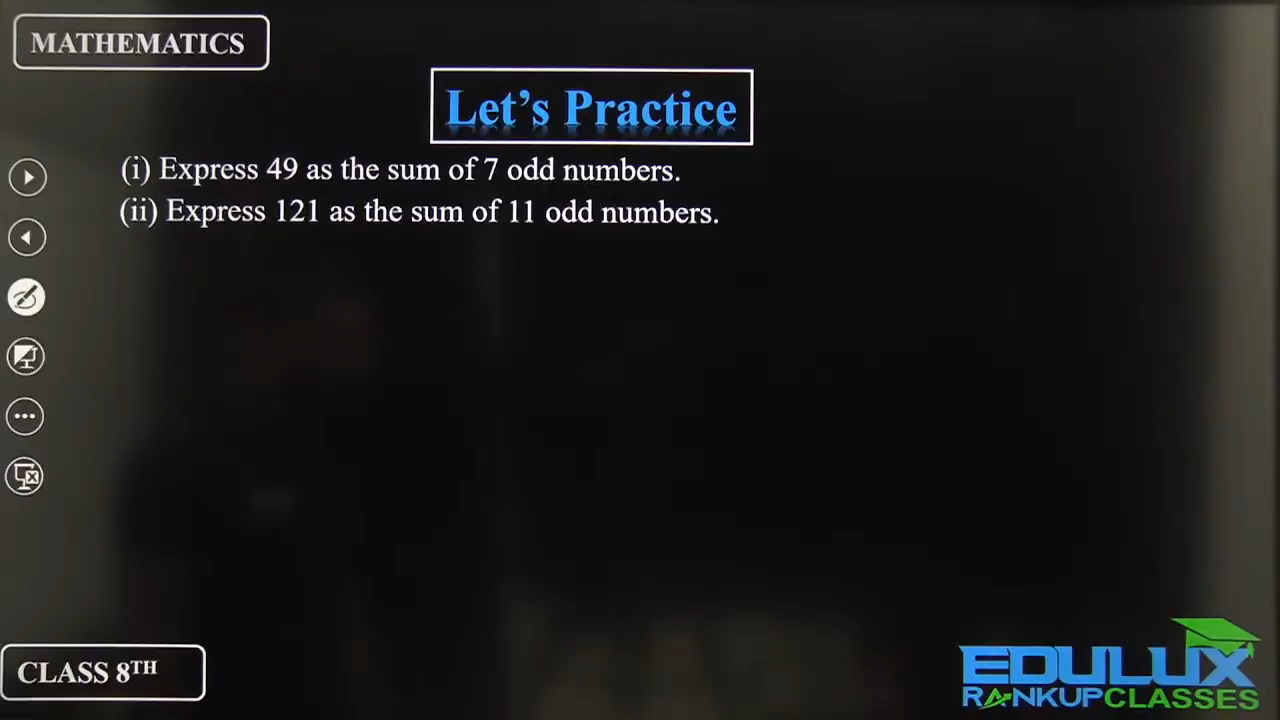 MATHEMATICS
Let's Practice
(i) Express 49 as the sum of 7 odd numbers.
(ii) Express 121 as the sum of 11 odd numbers.
CLASS 8TH
EDULUX
RANKUPCLASSES